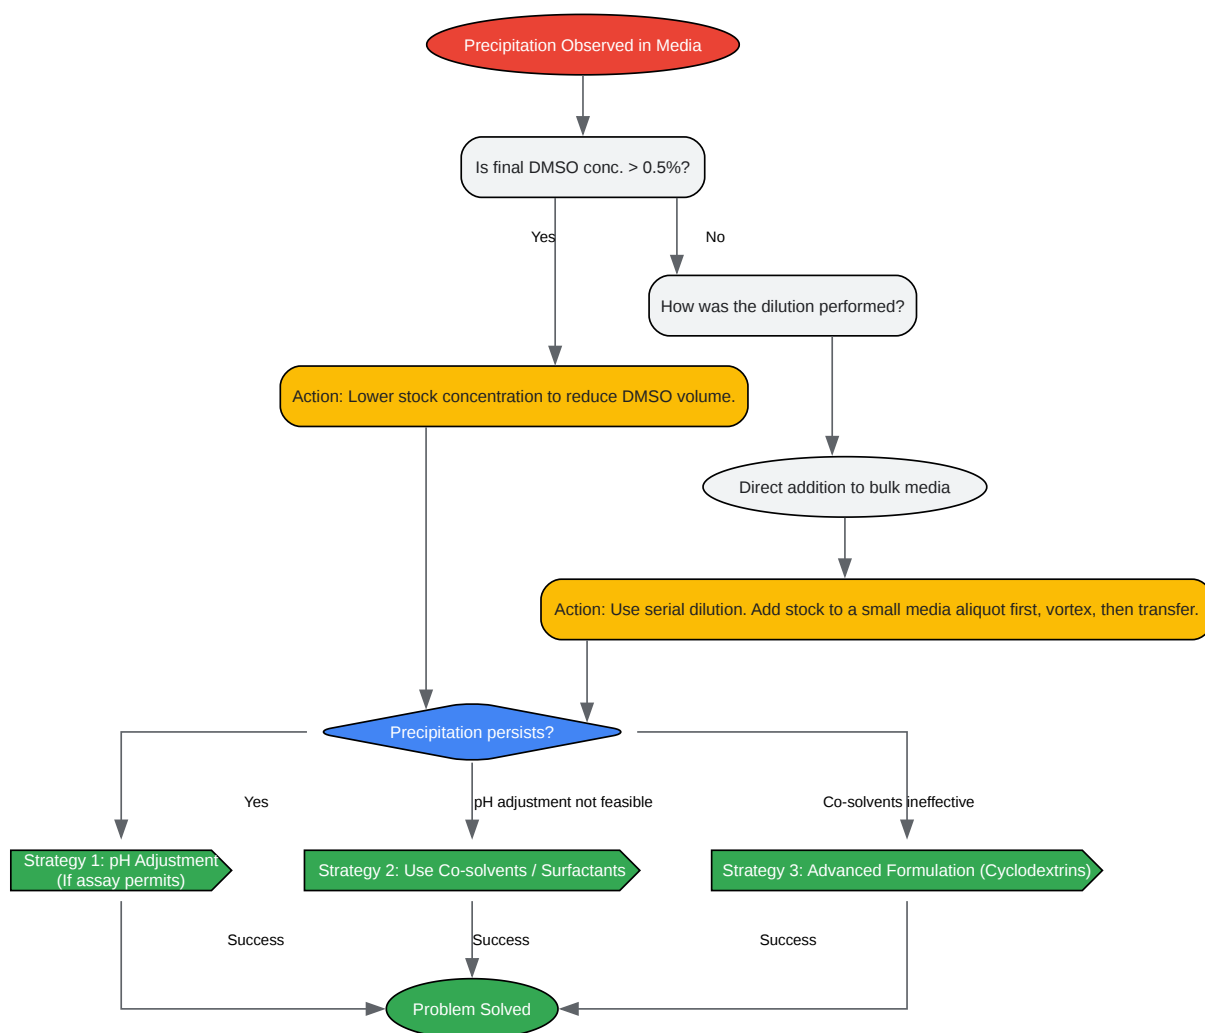 Precipitation Observed in Media
Is final DMSO conc. > 0.5%?
Yes
No
How was the dilution performed?
Action: Lower stock concentration to reduce DMSO volume.
Direct addition to bulk media
Action: Use serial dilution. Add stock to a small media aliquot first, vortex, then transfer.
Precipitation persists?
Yes
pH adjustment not feasible
Co-solvents ineffective
Strategy 1: pH Adjustment
(If assay permits)
Strategy 2: Use Co-solvents / Surfactants
Strategy 3: Advanced Formulation (Cyclodextrins)
Success
Success
Success
Problem Solved